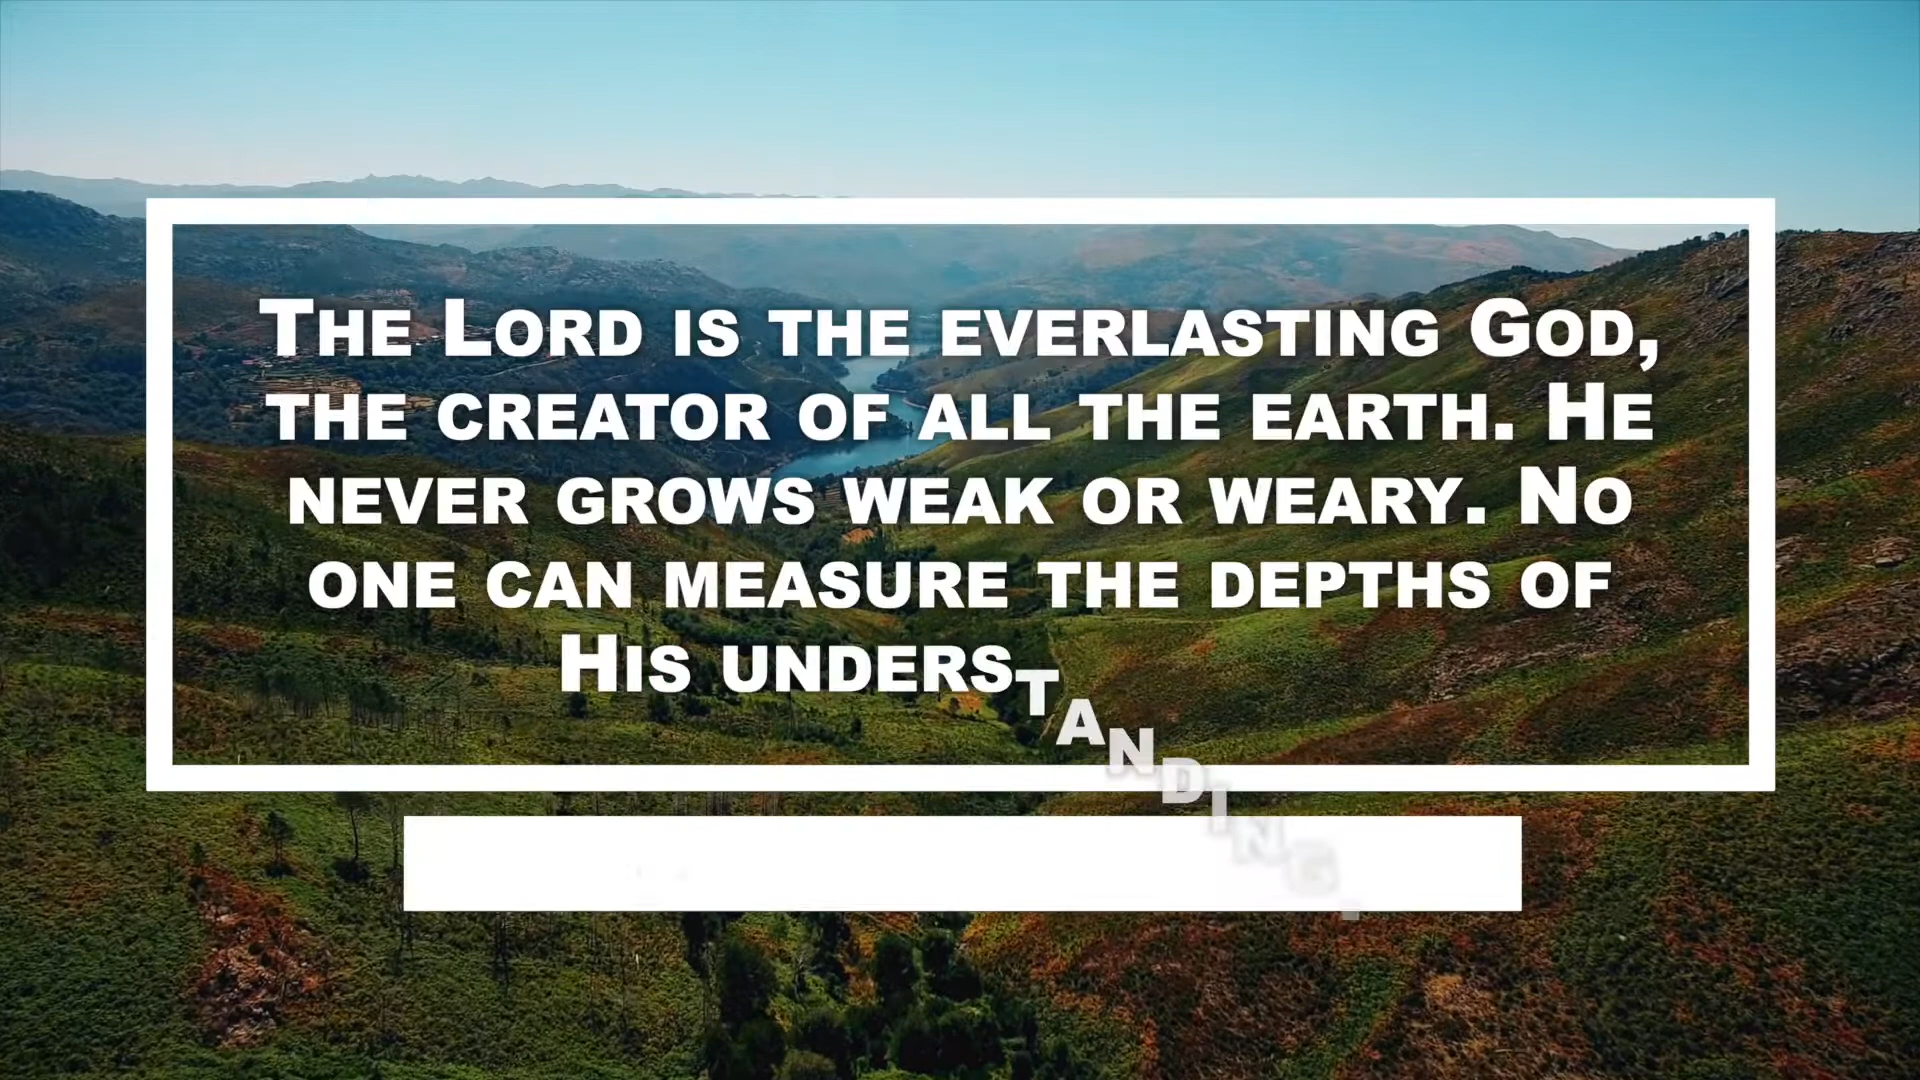 The Lord is the everlasting God,
the creator of all the earth. He
never grows weak or weary. No
one can measure the depths of
His understanding.